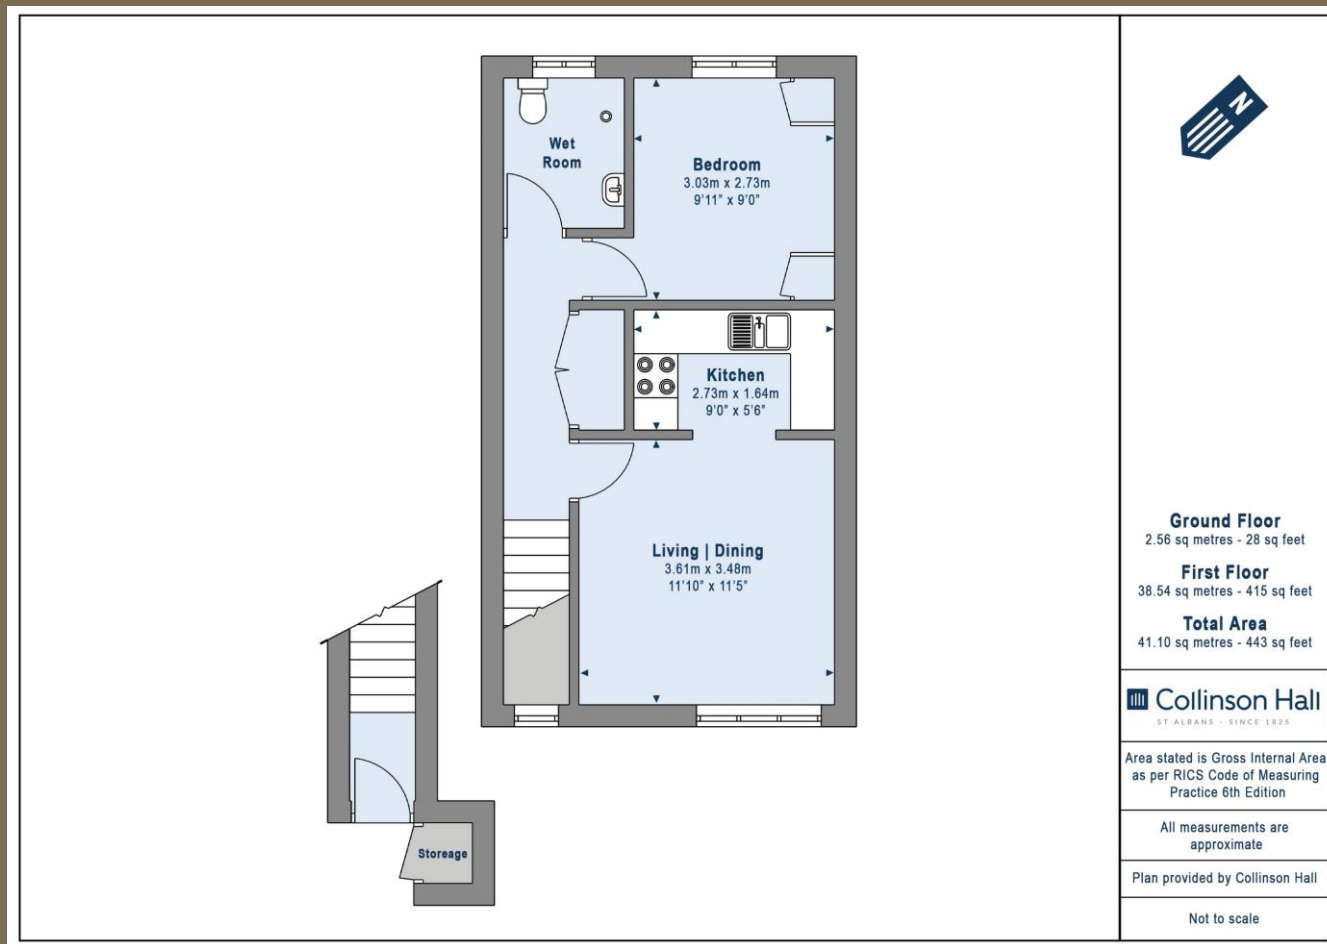 Wet
Room
Bedroom
3.03m x 2.73m
9'11" x 9'0"
Kitchen
2.73m x 1.64m
9'0" x 5'6"
Living | Dining
3.61m x 3.48m
11'10" x 11'5"
Storeage
N
Ground Floor
2.56 sq metres - 28 sq feet
First Floor
38.54 sq metres - 415 sq feet
Total Area
41.10 sq metres - 443 sq feet
Collinson Hall
ST ALBANS - SINCE 1825
Area stated is Gross Internal Area
as per RICS Code of Measuring
Practice 6th Edition
All measurements are
approximate
Plan provided by Collinson Hall
Not to scale